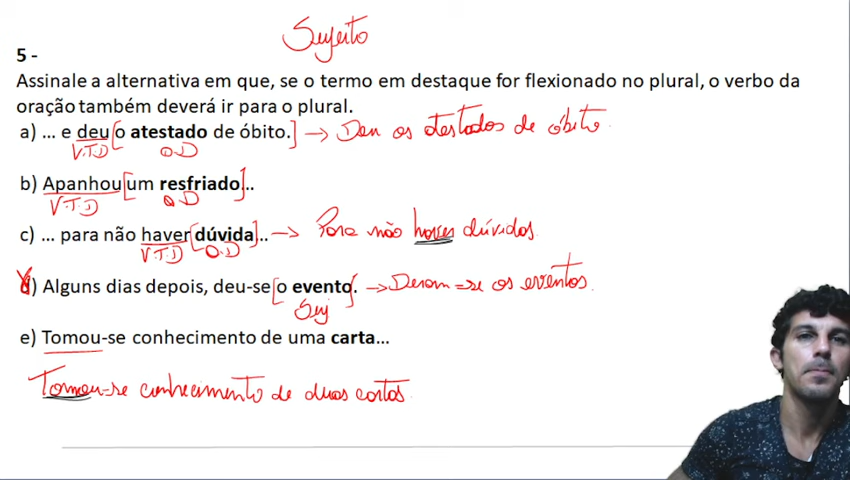 Sujeito
5 -
Assinale a alternativa em que, se o termo em destaque for flexionado no plural, o verbo da
oração também deverá ir para o plural.
a) ... e deu [o atestado de óbito.] → Deu os atestados de óbito.
V.T.D O.D
b) Apanhou [um resfriado]...
V.T.D O.D
c) ... para não haver [dúvida]... → Para não haver dúvidas.
V.T.D O.D
d) Alguns dias depois, deu-se [o evento]. → Deram-se os eventos.
Suj
e) Tomou-se conhecimento de uma carta...
Tomou-se conhecimento de duas cartas